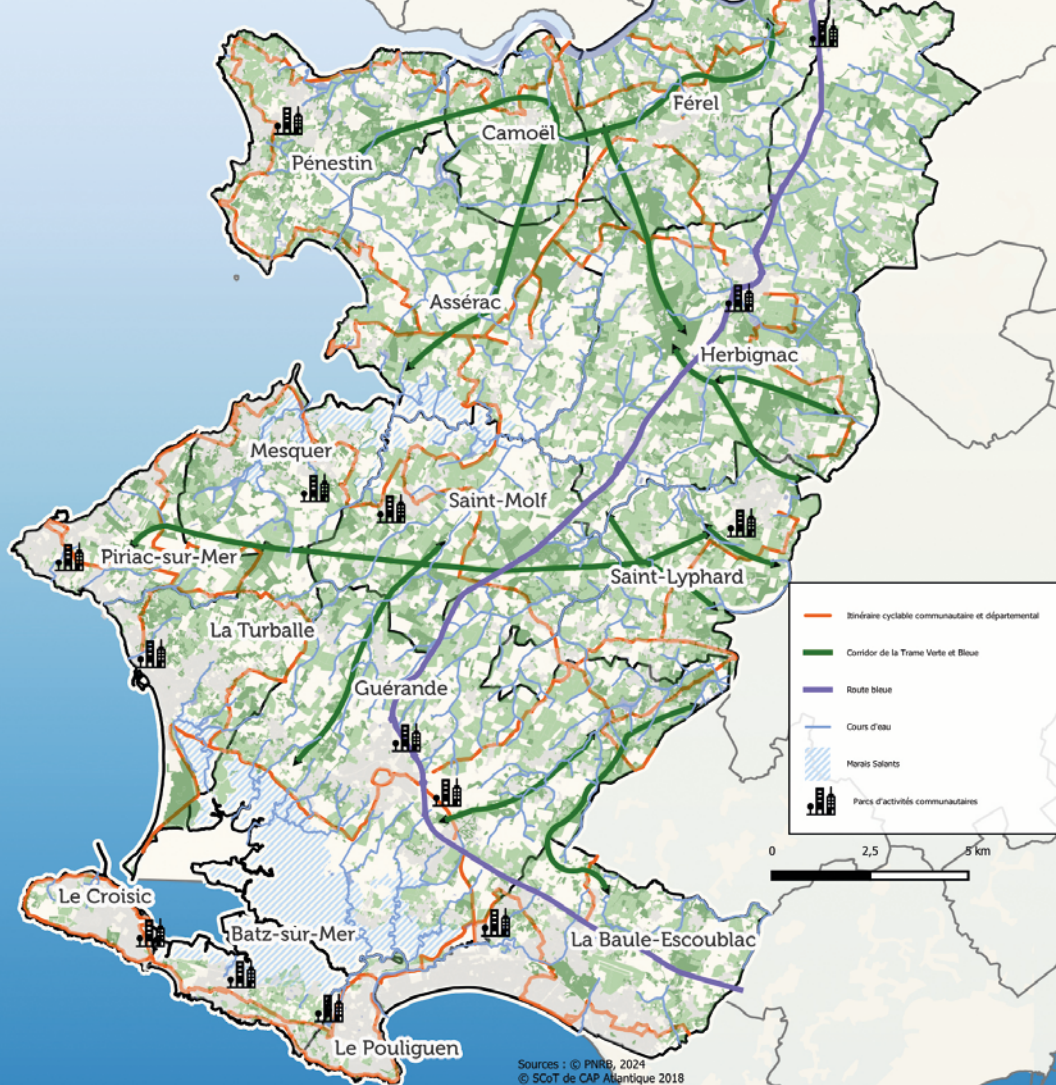 Férel
Camoël
Pénestin
Assérac
Herbignac
Mesquer
Saint-Molf
Piriac-sur-Mer
Saint-Lyphard
La Turballe
Guérande
Le Croisic
Batz-sur-Mer
La Baule-Escoublac
Le Pouliguen
Itinéraire cyclable communautaire et départemental
Corridor de la Trame Verte et Bleue
Route bleue
Cours d'eau
Marais Salants
Parcs d'activités communautaires
0 2,5 5 km
Sources : © PNRB, 2024
© SCoT de CAP Atlantique 2018